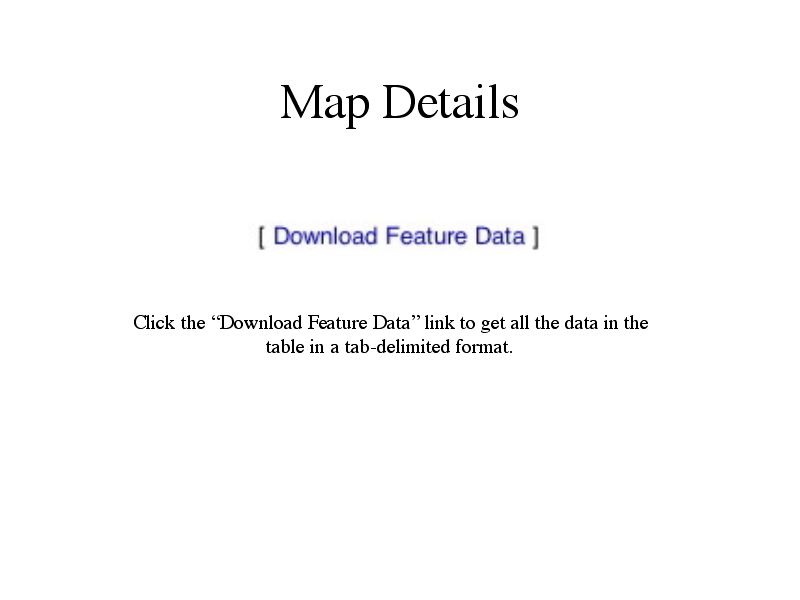 Map Details
[ Download Feature Data ]
Click the “Download Feature Data” link to get all the data in the
table in a tab-delimited format.